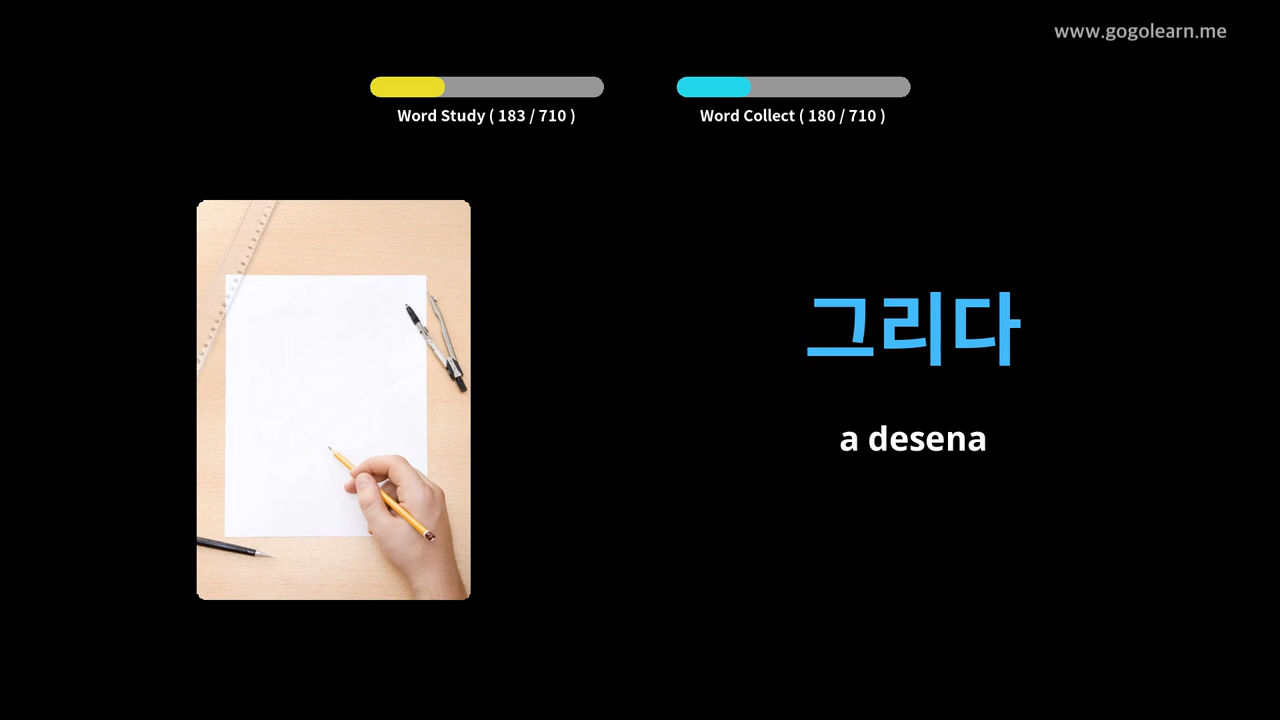 www.gogolearn.me
Word Study ( 183 / 710 )
Word Collect ( 180 / 710 )
그리다
a desena